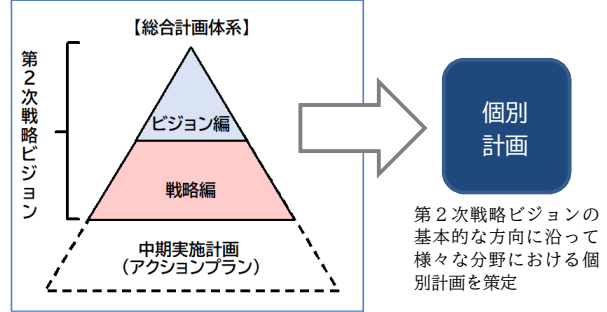 【総合計画体系】
第2次戦略ビジョン
ビジョン編
戦略編
中期実施計画
(アクションプラン)
個別
計画
第２次戦略ビジョンの
基本的な方向に沿って
様々な分野における個
別計画を策定